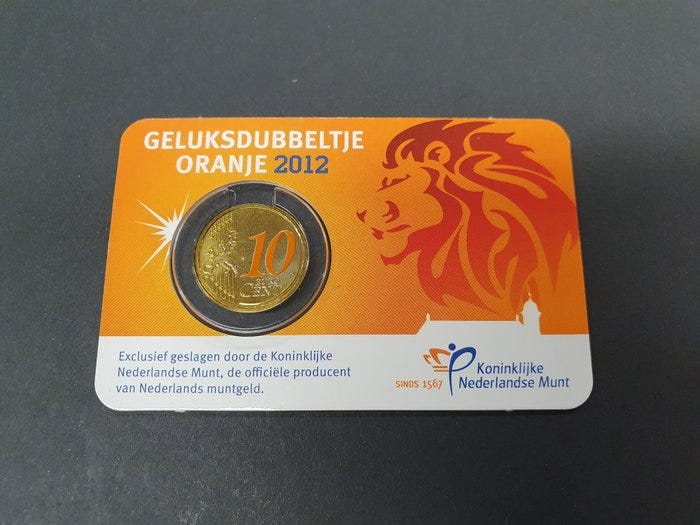 GELUKSDUBBELTJE
ORANJE 2012
10
EURO
CENT
Exclusief geslagen door de Koninklijke
Nederlandse Munt, de officiële producent
van Nederlands muntgeld.
SINDS 1567
Koninklijke
Nederlandse Munt